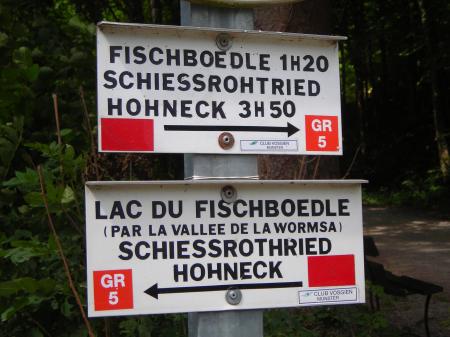 FISCHBOEDLE 1H20
SCHIESSROHTRIED
HOHNECK 3H50
GR
5
CLUB VOSGIEN
MUNSTER
LAC DU FISCHBOEDLE
(PAR LA VALLEE DE LA WORMSA)
SCHIESSROTHRIED
HOHNECK
GR
5
CLUB VOSGIEN
MUNSTER